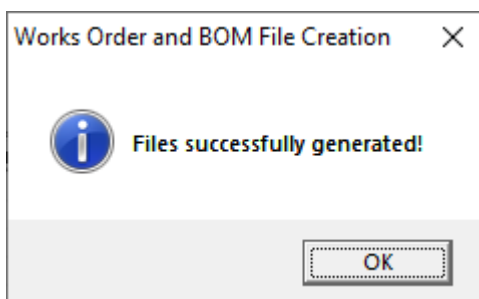 Works Order and BOM File Creation
Files successfully generated!
OK